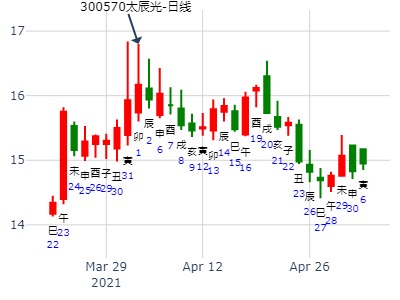 300570太辰光-日线
17
16
15
14
巳
22
午
23
未
24
申
25
酉
26
子
29
丑
30
寅
31
卯
1
辰
2
申
6
酉
7
戌
8
亥
9
寅
12
卯
13
辰
14
巳
15
午
16
酉
19
戌
20
亥
21
子
22
丑
23
辰
26
巳
27
午
28
未
29
申
30
寅
6
Mar 29
2021
Apr 12
Apr 26